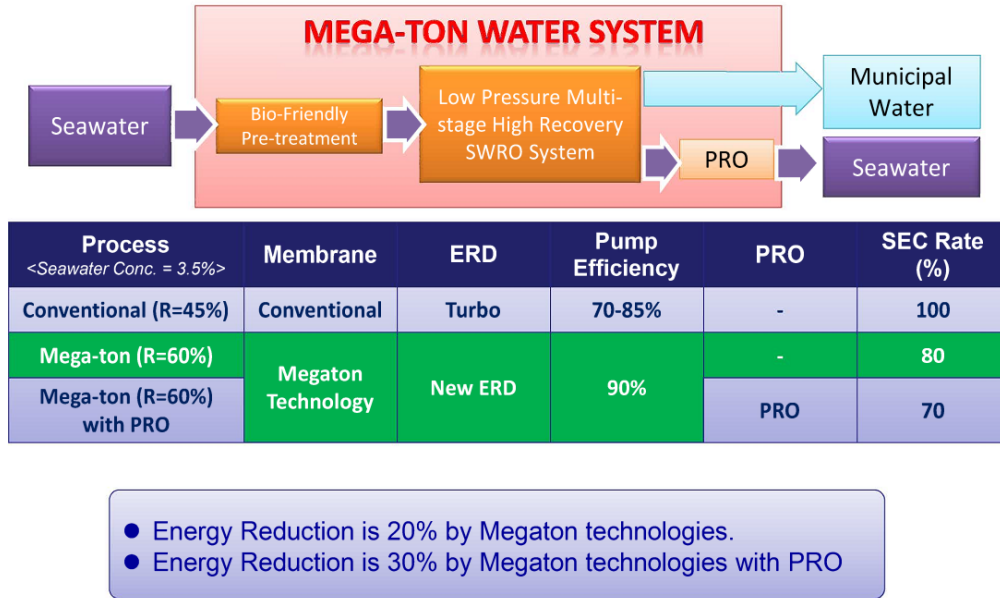 MEGA-TON WATER SYSTEM
Seawater
Bio-Friendly
Pre-treatment
Low Pressure Multi-
stage High Recovery
SWRO System
Municipal
Water
PRO
Seawater
Process
<Seawater Conc. = 3.5%>
Membrane
ERD
Pump
Efficiency
PRO
SEC Rate
(%)
Conventional (R=45%)
Conventional
Turbo
70-85%
-
100
Mega-ton (R=60%)
Megaton
Technology
New ERD
90%
-
80
Mega-ton (R=60%)
with PRO
PRO
70
● Energy Reduction is 20% by Megaton technologies.
● Energy Reduction is 30% by Megaton technologies with PRO